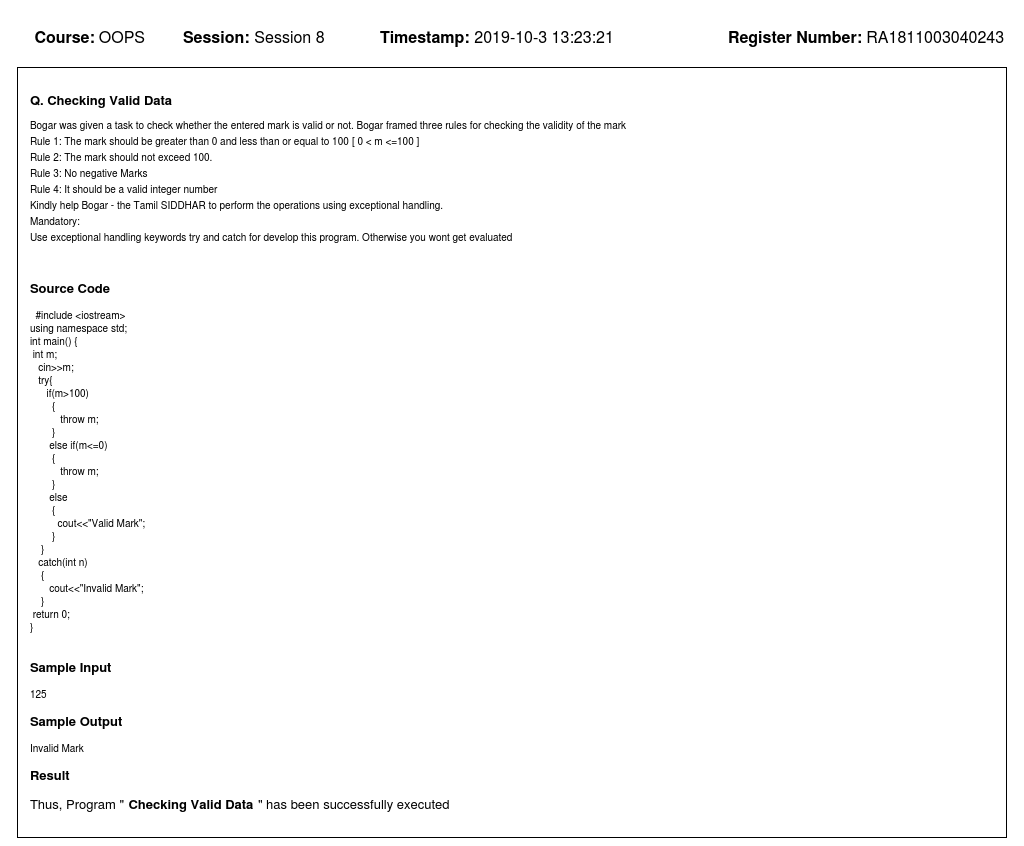 Course: OOPS Session: Session 8 Timestamp: 2019-10-3 13:23:21 Register Number: RA1811003040243
Q. Checking Valid Data
Bogar was given a task to check whether the entered mark is valid or not. Bogar framed three rules for checking the validity of the mark
Rule 1: The mark should be greater than 0 and less than or equal to 100 [ 0 < m <=100 ]
Rule 2: The mark should not exceed 100.
Rule 3: No negative Marks
Rule 4: It should be a valid integer number
Kindly help Bogar - the Tamil SIDDHAR to perform the operations using exceptional handling.
Mandatory:
Use exceptional handling keywords try and catch for develop this program. Otherwise you wont get evaluated
Source Code
#include <iostream>
using namespace std;
int main() {
int m;
cin>>m;
try{
if(m>100)
{
throw m;
}
else if(m<=0)
{
throw m;
}
else
{
cout<<"Valid Mark";
}
}
catch(int n)
{
cout<<"Invalid Mark";
}
return 0;
}
Sample Input
125
Sample Output
Invalid Mark
Result
Thus, Program " Checking Valid Data " has been successfully executed